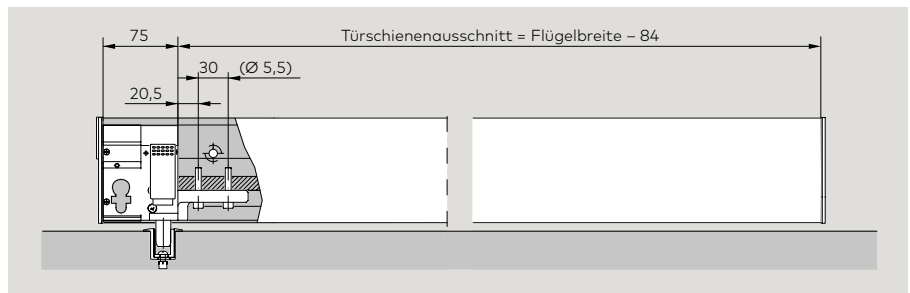 75
Türschienenausschnitt = Flügelbreite – 84
30 (Ø 5,5)
20,5